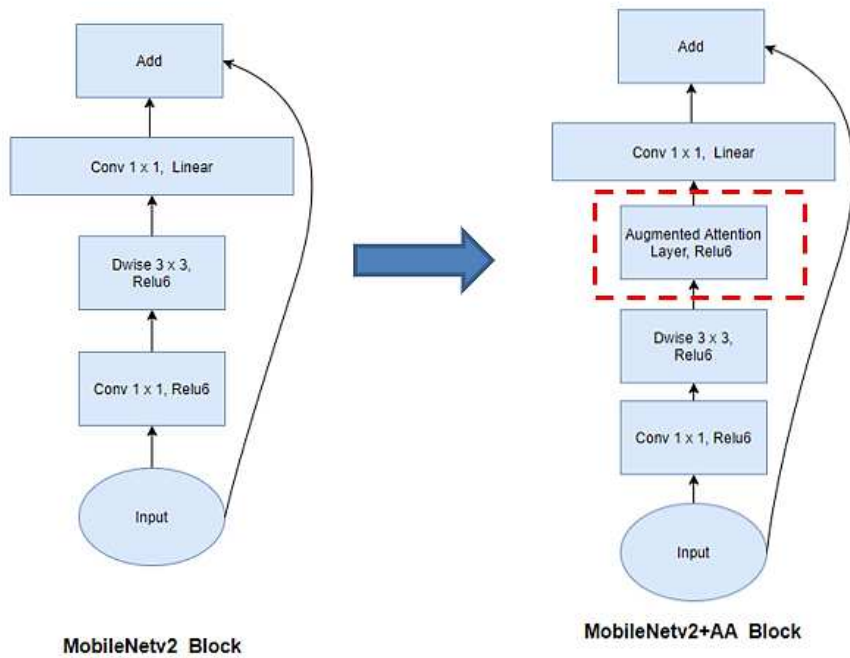 Add
Conv 1 x 1, Linear
Dwise 3 x 3,
Relu6
Conv 1 x 1, Relu6
Input
MobileNetv2 Block
Add
Conv 1 x 1, Linear
Augmented Attention
Layer, Relu6
Dwise 3 x 3,
Relu6
Conv 1 x 1, Relu6
Input
MobileNetv2+AA Block